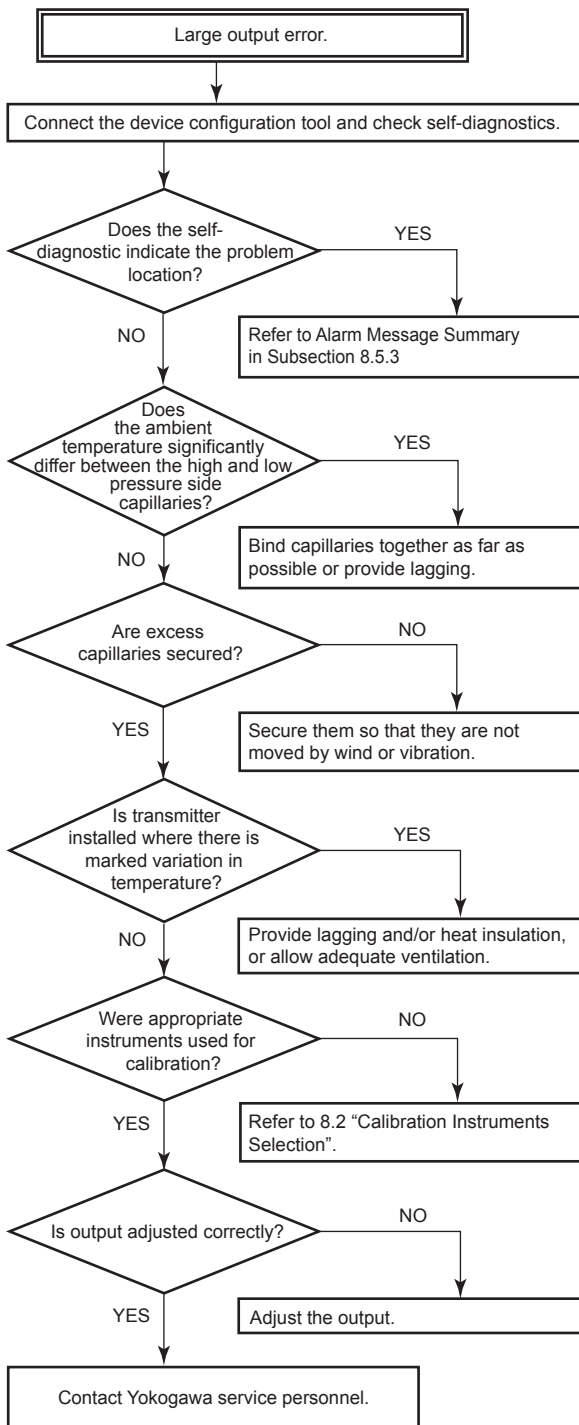 Large output error.
Connect the device configuration tool and check self-diagnostics.
Does the self-
diagnostic indicate the problem
location?
YES
NO
Refer to Alarm Message Summary
in Subsection 8.5.3
Does
the ambient
temperature significantly
differ between the high and low
pressure side
capillaries?
YES
NO
Bind capillaries together as far as
possible or provide lagging.
Are excess
capillaries secured?
NO
YES
Secure them so that they are not
moved by wind or vibration.
Is transmitter
installed where there is
marked variation in
temperature?
YES
NO
Provide lagging and/or heat insulation,
or allow adequate ventilation.
Were appropriate
instruments used for
calibration?
NO
YES
Refer to 8.2 “Calibration Instruments
Selection”.
Is output adjusted correctly?
NO
YES
Adjust the output.
Contact Yokogawa service personnel.